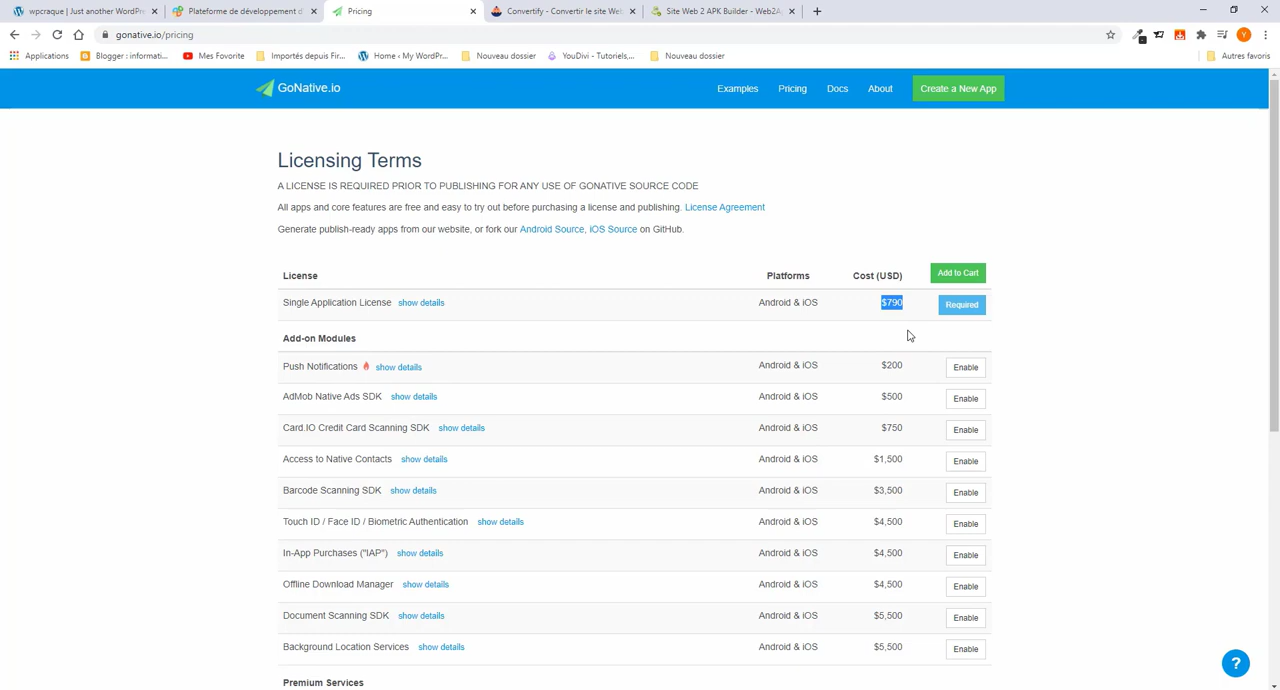 wpcraque | Just another WordPre
Plateforme de développement d
Pricing
Convertify - Convertir le site Web
Site Web 2 APK Builder - Web2A
gonative.io/pricing
Applications
Blogger : informati...
Mes Favorite
Importés depuis Fir...
Home ‹ My WordPr...
Nouveau dossier
YouDivi - Tutoriels,...
Nouveau dossier
Autres favoris
GoNative.io
Examples
Pricing
Docs
About
Create a New App
Licensing Terms
A LICENSE IS REQUIRED PRIOR TO PUBLISHING FOR ANY USE OF GONATIVE SOURCE CODE
All apps and core features are free and easy to try out before purchasing a license and publishing. License Agreement
Generate publish-ready apps from our website, or fork our Android Source, iOS Source on GitHub.
License Platforms Cost (USD) Add to Cart
Single Application License show details Android & iOS $790 Required
Add-on Modules
Push Notifications show details Android & iOS $200 Enable
AdMob Native Ads SDK show details Android & iOS $500 Enable
Card.IO Credit Card Scanning SDK show details Android & iOS $750 Enable
Access to Native Contacts show details Android & iOS $1,500 Enable
Barcode Scanning SDK show details Android & iOS $3,500 Enable
Touch ID / Face ID / Biometric Authentication show details Android & iOS $4,500 Enable
In-App Purchases ("IAP") show details Android & iOS $4,500 Enable
Offline Download Manager show details Android & iOS $4,500 Enable
Document Scanning SDK show details Android & iOS $5,500 Enable
Background Location Services show details Android & iOS $5,500 Enable
Premium Services
?